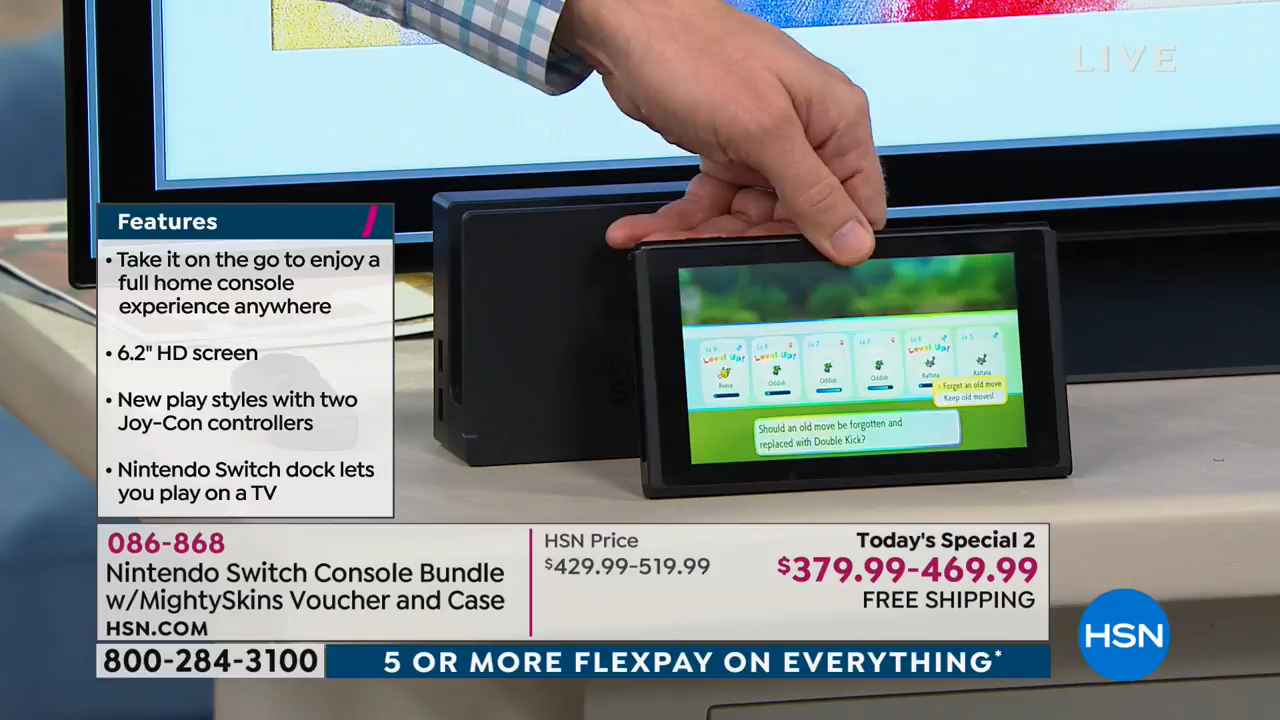 LIVE
Features
• Take it on the go to enjoy a
full home console
experience anywhere
• 6.2" HD screen
• New play styles with two
Joy-Con controllers
• Nintendo Switch dock lets
you play on a TV
Level Up!
Level Up!
Level Up!
Reese
Oddish
Oddish
Oddish
Rattata
Rattata
Forget an old move
Keep old moves!
Should an old move be forgotten and
replaced with Double Kick?
086-868
Nintendo Switch Console Bundle
w/MightySkins Voucher and Case
HSN.COM
HSN Price
$429.99-519.99
Today's Special 2
$379.99-469.99
FREE SHIPPING
HSN
800-284-3100
5 OR MORE FLEXPAY ON EVERYTHING*